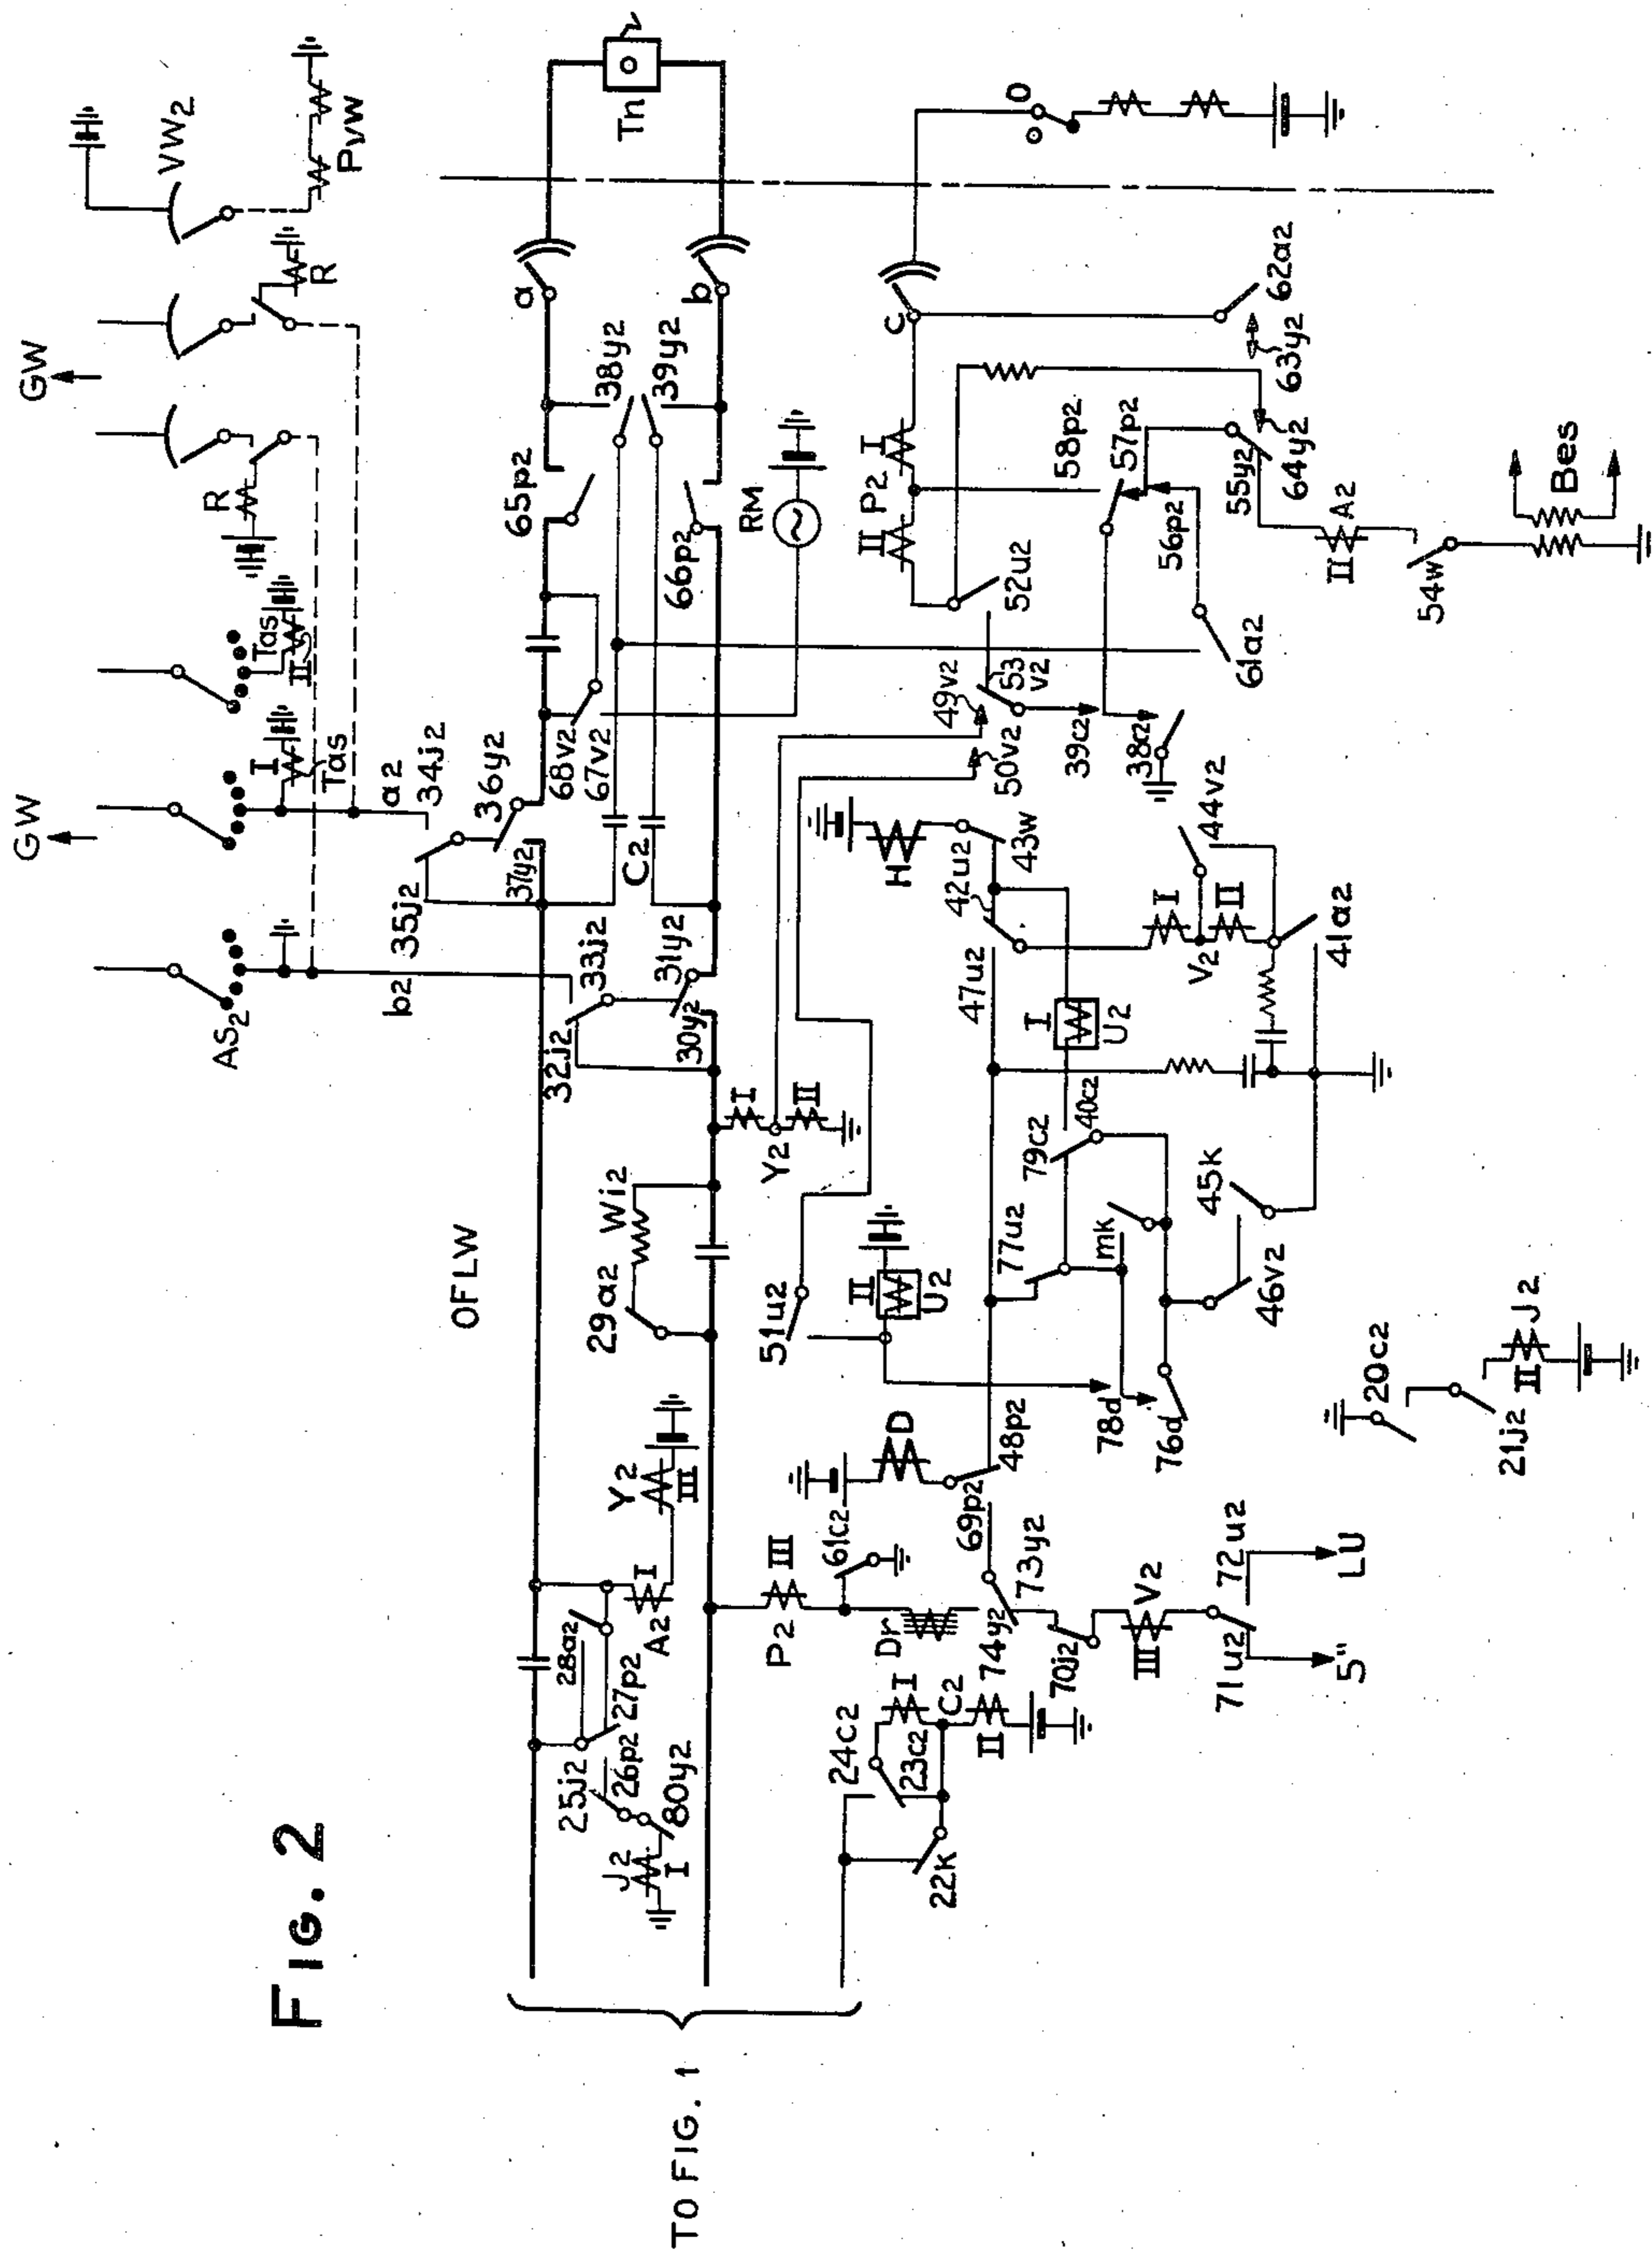 FIG. 2
TO FIG. 1
OFLW
GW
GW
AS2
b2
a2
Tas
I
Tas
II
R
R
VW2
PVW
Tn
a
b
c
O
32j2
33j2
35j2
34j2
30y2
31y2
37y2
36y2
68v2
67v2
65p2
66p2
38y2
39y2
C2
RM
25j2
26p2
27p2
28a2
80y2
J2
I
A2
I
Y2
III
29a2
Wi2
Y2
I
II
P2
III
61c2
Dr
D
69p2
48p2
73y2
74y2
70j2
V2
III
71u2
72u2
5"
LU
24c2
23c2
22K
C2
I
II
51u2
II
U2
77u2
79c2
40c2
mk
78d
76d
45k
46v2
47u2
42u2
43w
H
I
U2
V2
I
II
44v2
41a2
49v2
50v2
53v2
52u2
39c2
38c2
II
P2
I
58p2
57p2
56p2
61a2
55y2
64y2
63y2
62a2
II
A2
54w
Bes
20c2
21j2
II
J2